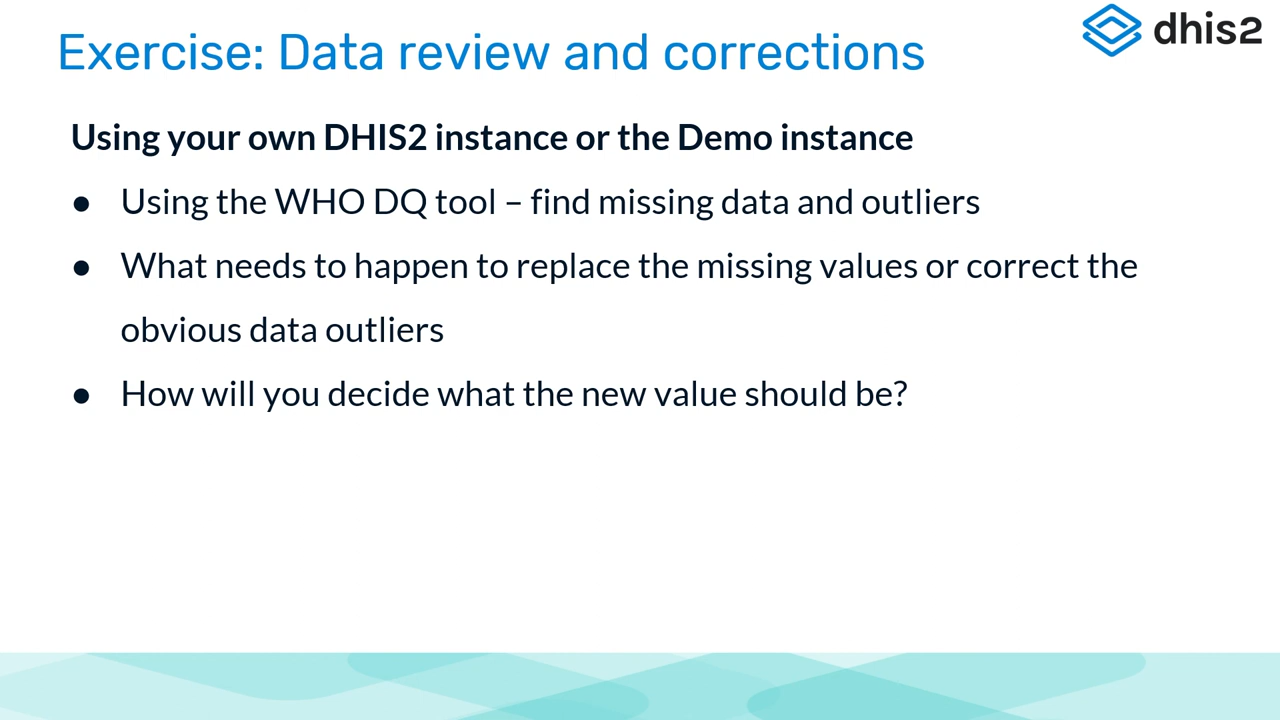 Exercise: Data review and corrections
dhis2
Using your own DHIS2 instance or the Demo instance
● Using the WHO DQ tool – find missing data and outliers
● What needs to happen to replace the missing values or correct the
obvious data outliers
● How will you decide what the new value should be?